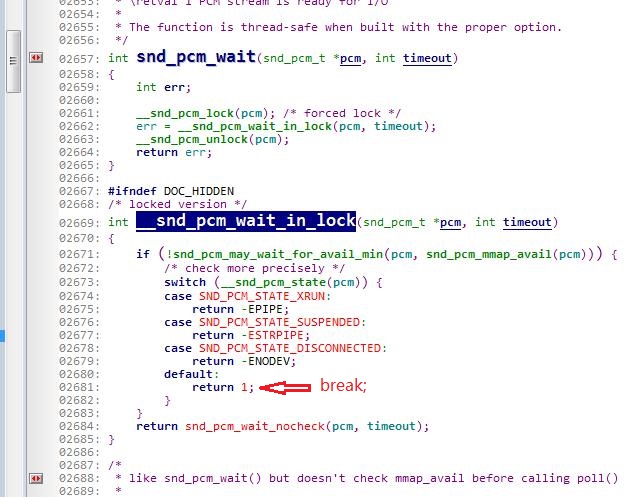 02653: * \retval 1 PCM stream is ready for I/O
02654: *
02655: * The function is thread-safe when built with the proper option.
02656: */
02657: int snd_pcm_wait(snd_pcm_t *pcm, int timeout)
02658: {
02659: int err;
02660:
02661: __snd_pcm_lock(pcm); /* forced lock */
02662: err = __snd_pcm_wait_in_lock(pcm, timeout);
02663: __snd_pcm_unlock(pcm);
02664: return err;
02665: }
02666:
02667: #ifndef DOC_HIDDEN
02668: /* locked version */
02669: int __snd_pcm_wait_in_lock(snd_pcm_t *pcm, int timeout)
02670: {
02671: if (!snd_pcm_may_wait_for_avail_min(pcm, snd_pcm_mmap_avail(pcm))) {
02672: /* check more precisely */
02673: switch (__snd_pcm_state(pcm)) {
02674: case SND_PCM_STATE_XRUN:
02675: return -EPIPE;
02676: case SND_PCM_STATE_SUSPENDED:
02677: return -ESTRPIPE;
02678: case SND_PCM_STATE_DISCONNECTED:
02679: return -ENODEV;
02680: default:
02681: return 1; break;
02682: }
02683: }
02684: return snd_pcm_wait_nocheck(pcm, timeout);
02685: }
02686:
02687: /*
02688: * like snd_pcm_wait() but doesn't check mmap_avail before calling poll()
02689: *